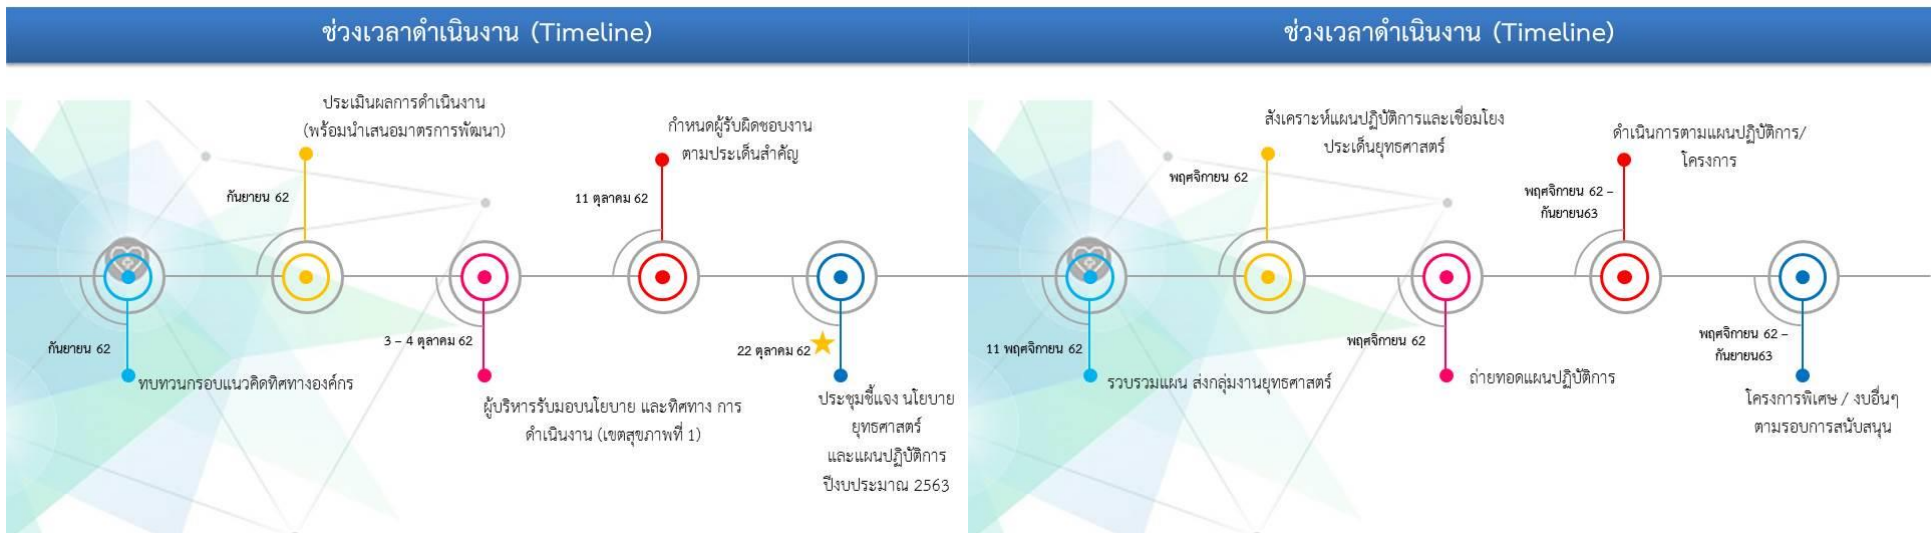 ช่วงเวลาดำเนินงาน (Timeline)
ประเมินผลการดำเนินงาน
(พร้อมนำเสนอมาตรการพัฒนา)
กันยายน 62
กำหนดผู้รับผิดชอบงาน
ตามประเด็นสำคัญ
11 ตุลาคม 62
กันยายน 62
ทบทวนกรอบแนวคิดทิศทางองค์กร
3 – 4 ตุลาคม 62
ผู้บริหารรับมอบนโยบาย และทิศทาง การ
ดำเนินงาน (เขตสุขภาพที่ 1)
22 ตุลาคม 62
ประชุมชี้แจง นโยบาย
ยุทธศาสตร์
และแผนปฏิบัติการ
ปีงบประมาณ 2563
ช่วงเวลาดำเนินงาน (Timeline)
สังเคราะห์แผนปฏิบัติการและเชื่อมโยง
ประเด็นยุทธศาสตร์
พฤศจิกายน 62
ดำเนินการตามแผนปฏิบัติการ/
โครงการ
พฤศจิกายน 62 –
กันยายน63
11 พฤศจิกายน 62
รวบรวมแผน ส่งกลุ่มงานยุทธศาสตร์
พฤศจิกายน 62
ถ่ายทอดแผนปฏิบัติการ
พฤศจิกายน 62 –
กันยายน63
โครงการพิเศษ / งบอื่นๆ
ตามรอบการสนับสนุน